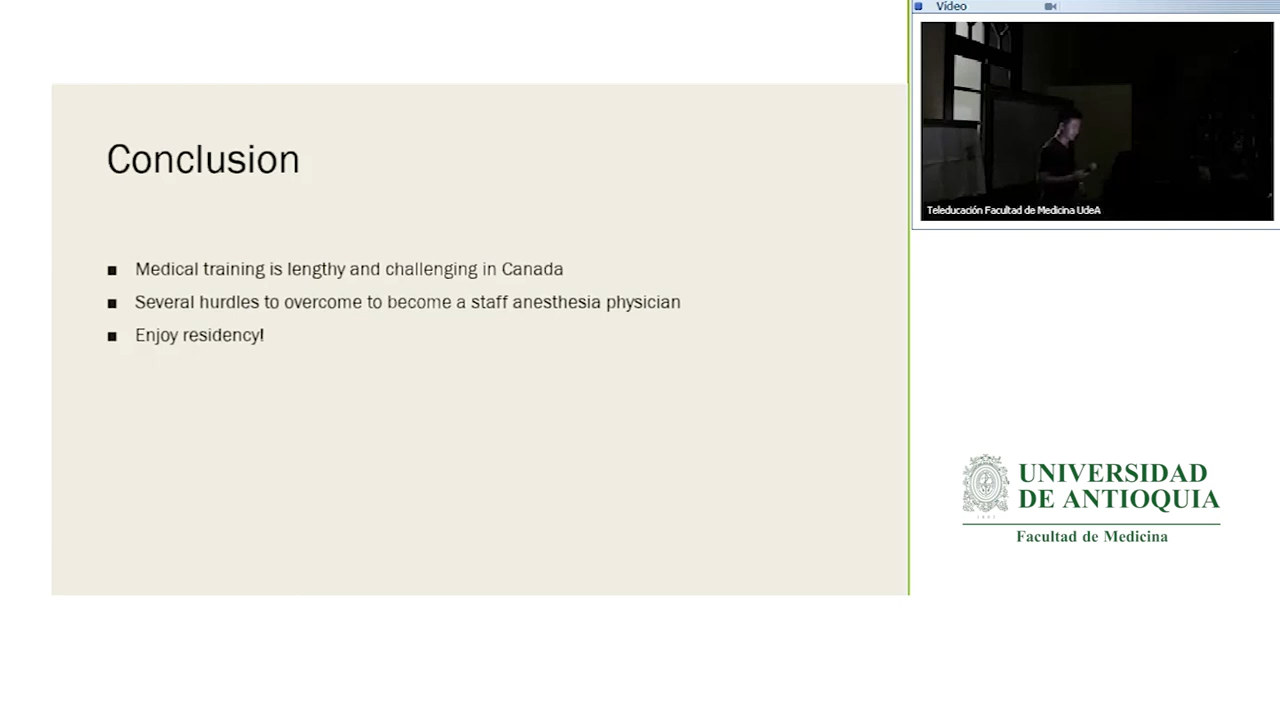 Conclusion
■ Medical training is lengthy and challenging in Canada
■ Several hurdles to overcome to become a staff anesthesia physician
■ Enjoy residency!
Vídeo
Teleducación Facultad de Medicina UdeA
UNIVERSIDAD
DE ANTIOQUIA
Facultad de Medicina